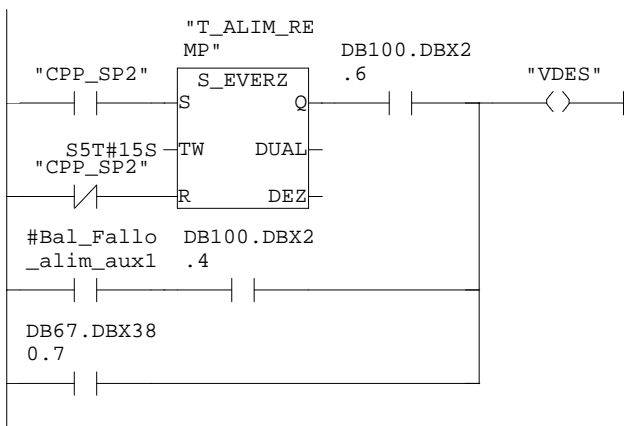 "T_ALIM_RE
MP"
DB100.DBX2
.6
"CPP_SP2"
S_EVERZ
"VDES"
S
Q
S5T#15S
TW
DUAL
"CPP_SP2"
R
DEZ
#Bal_Fallo
_alim_aux1
DB100.DBX2
.4
DB67.DBX38
0.7